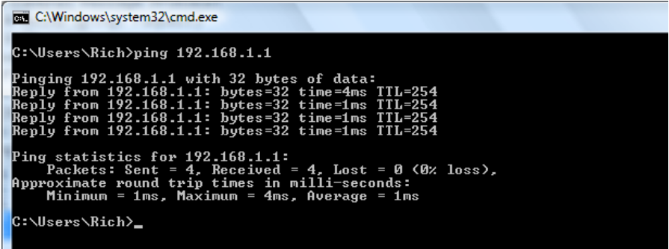 C:\Windows\system32\cmd.exe
C:\Users\Rich>ping 192.168.1.1
Pinging 192.168.1.1 with 32 bytes of data:
Reply from 192.168.1.1: bytes=32 time=4ms TTL=254
Reply from 192.168.1.1: bytes=32 time=1ms TTL=254
Reply from 192.168.1.1: bytes=32 time=1ms TTL=254
Reply from 192.168.1.1: bytes=32 time=1ms TTL=254
Ping statistics for 192.168.1.1:
Packets: Sent = 4, Received = 4, Lost = 0 (0% loss),
Approximate round trip times in milli-seconds:
Minimum = 1ms, Maximum = 4ms, Average = 1ms
C:\Users\Rich>_